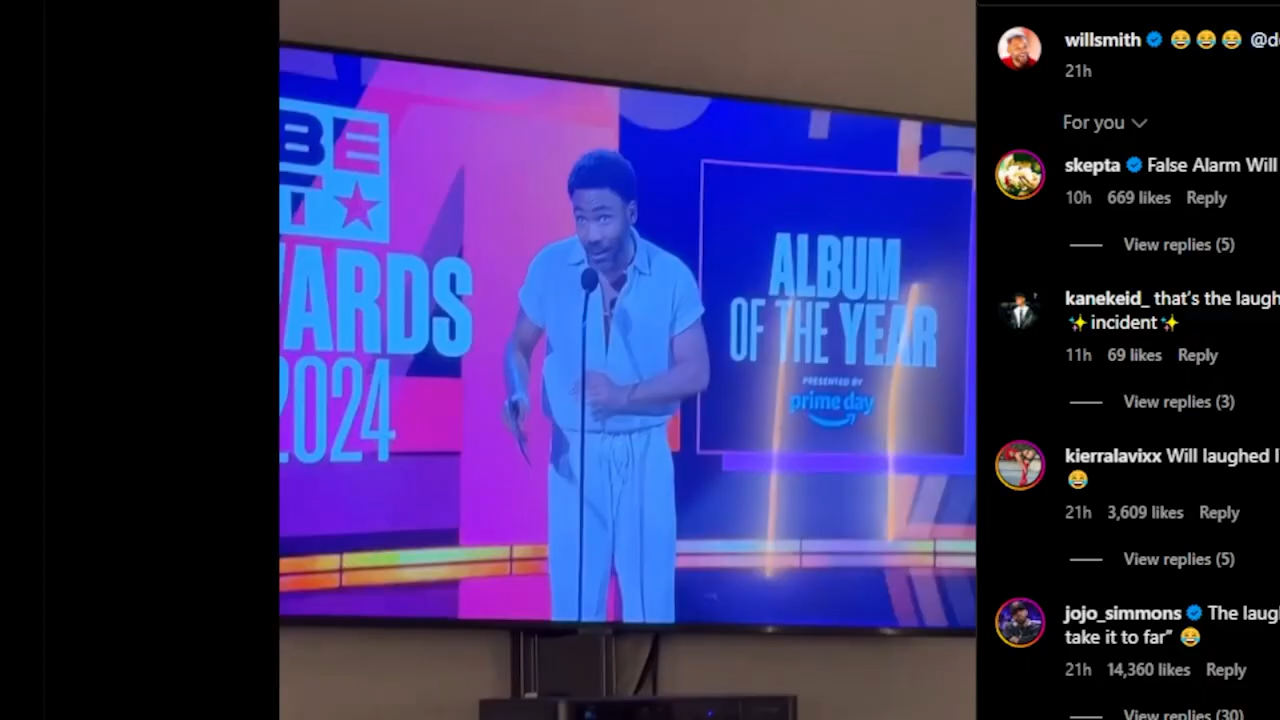 BE
T
WARDS
2024
ALBUM
OF THE YEAR
PRESENTED BY
prime day
willsmith 😂😂😂 @d
21h
For you
skepta False Alarm Will
10h 669 likes Reply
View replies (5)
kanekeid_ that's the laugh
✨incident✨
11h 69 likes Reply
View replies (3)
kierralavixx Will laughed l
😂
21h 3,609 likes Reply
View replies (5)
jojo_simmons The laug
take it to far” 😂
21h 14,360 likes Reply
View replies (30)